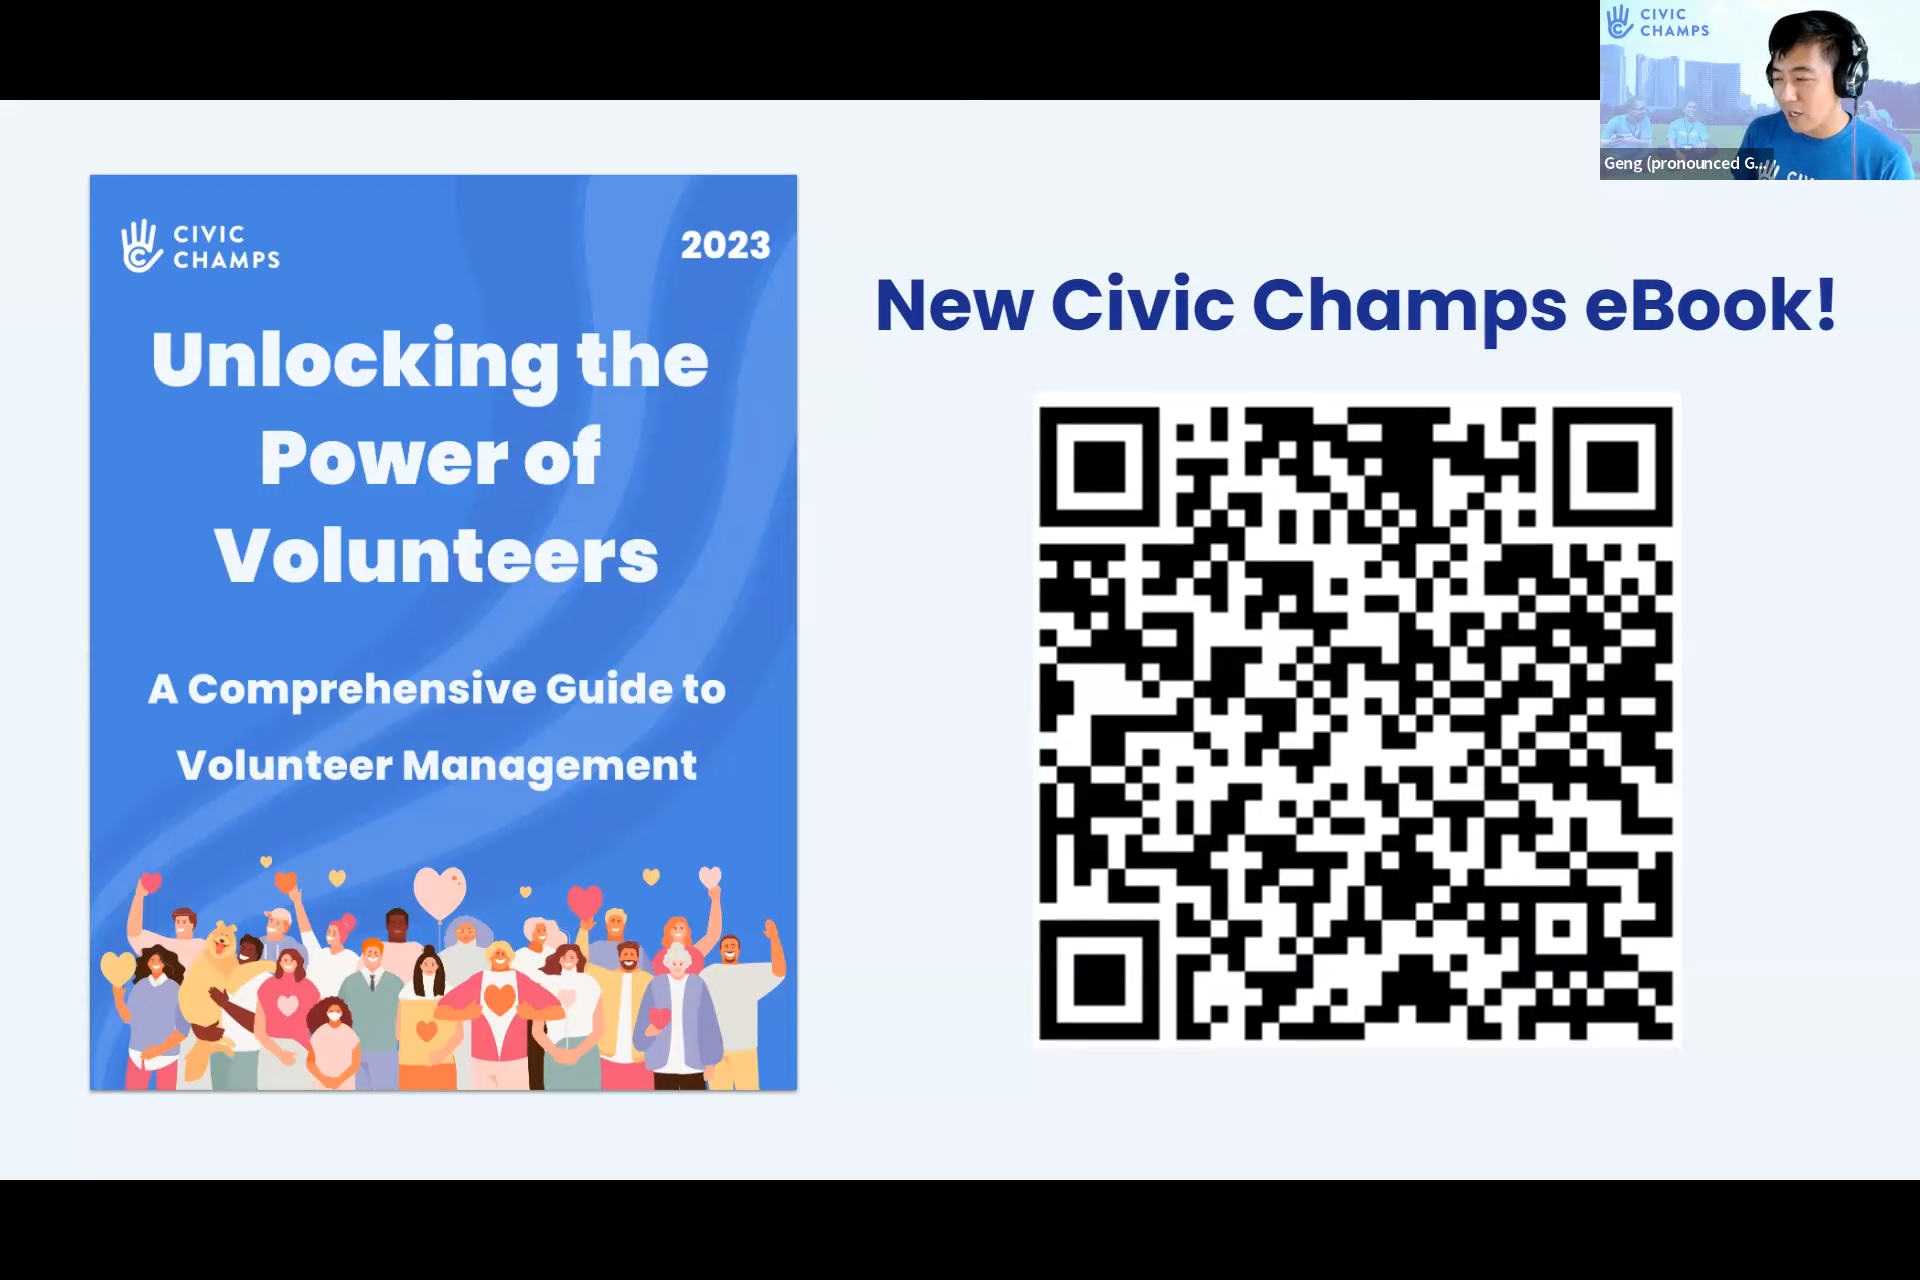 CIVIC
CHAMPS
Geng (pronounced G...
CIVIC
CHAMPS
2023
Unlocking the
Power of
Volunteers
A Comprehensive Guide to
Volunteer Management
New Civic Champs eBook!